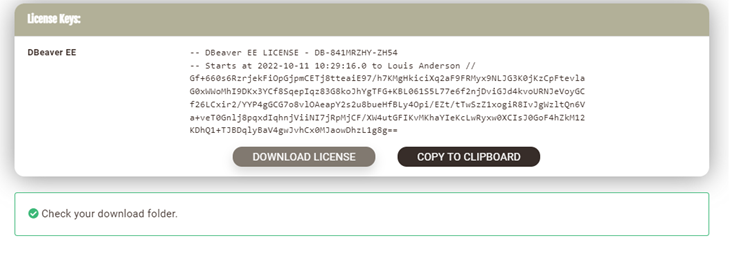 License Keys:
DBeaver EE
-- DBeaver EE LICENSE - DB-841MRZHY-ZH54
-- Starts at 2022-10-11 10:29:16.0 to Louis Anderson //
Gf+660s6RzrjekFiOpGjpmCETj8tteaiE97/h7KMgHkiciXq2aF9FRMyx9NLJG3K0jKzCpFtevla
G0xWWoMhI9DKx3YCf8SqepIqz83G8koJhYgTFG+KBL061S5L77e6f2njDviGJd4kvoURNJeVoyGC
f26LCxir2/YYP4gGCG7o8vlOAeapY2s2u8bueHfBLy4Opi/EZt/tTwSzZ1xogiR8IvJgWzltQn6V
a+veT0Gnlj8pqxdIqhnjViiNI7jRpMjCF/XW4utGFIKvMKhaYIeKcLwRyxw0XCIsJ0GoF4hZkM12
KDhQ1+TJBDqlyBaV4gwJvhCx0MJaowDhzL1g8g==
DOWNLOAD LICENSE
COPY TO CLIPBOARD
Check your download folder.